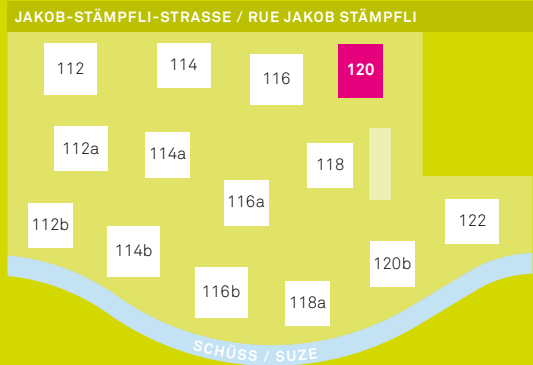 JAKOB-STÄMPFLI-STRASSE / RUE JAKOB STÄMPFLI
112
114
116
120
112a
114a
118
116a
112b
114b
122
120b
116b
118a
SCHÜSS / SUZE